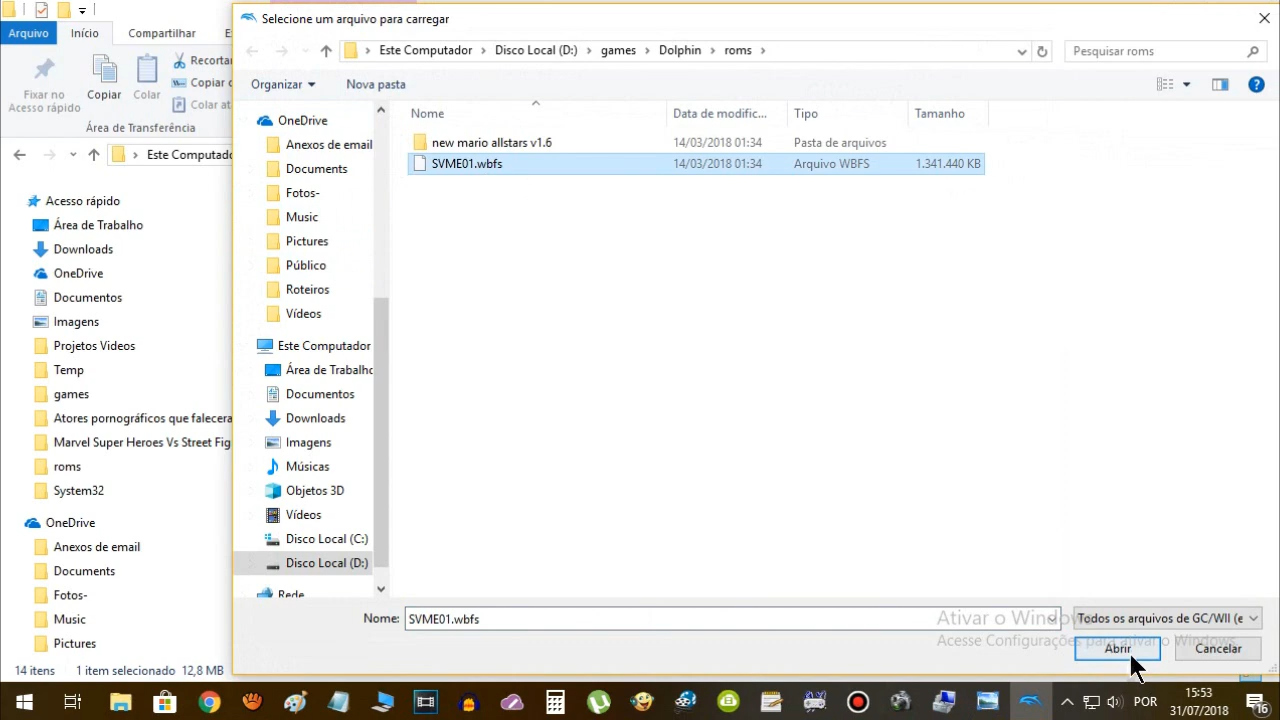 Selecione um arquivo para carregar
Arquivo
Início
Compartilhar
Este Computador
Disco Local (D:)
games
Dolphin
roms
Pesquisar roms
Fixar no
Acesso rápido
Copiar
Colar
Recortar
Copiar
Colar
Área de Transferência
Organizar
Nova pasta
Nome
Data de modific...
Tipo
Tamanho
new mario allstars v1.6
14/03/2018 01:34
Pasta de arquivos
SVME01.wbfs
14/03/2018 01:34
Arquivo WBFS
1.341.440 KB
Este Computado
Acesso rápido
Área de Trabalho
Downloads
OneDrive
Documentos
Imagens
Projetos Videos
Temp
games
Atores pornográficos que falecera
Marvel Super Heroes Vs Street Fig
roms
System32
OneDrive
Anexos de email
Documents
Fotos-
Music
Pictures
OneDrive
Anexos de email
Documents
Fotos-
Music
Pictures
Público
Roteiros
Vídeos
Este Computador
Área de Trabalho
Documentos
Downloads
Imagens
Músicas
Objetos 3D
Vídeos
Disco Local (C:)
Disco Local (D:)
Rede
Nome:
SVME01.wbfs
Todos os arquivos de GC/WII (e
Ativar o Windows
Acesse Configurações para ativar o Windows.
Abrir
Cancelar
14 itens
1 item selecionado 12,8 MB
POR
15:53
31/07/2018
16